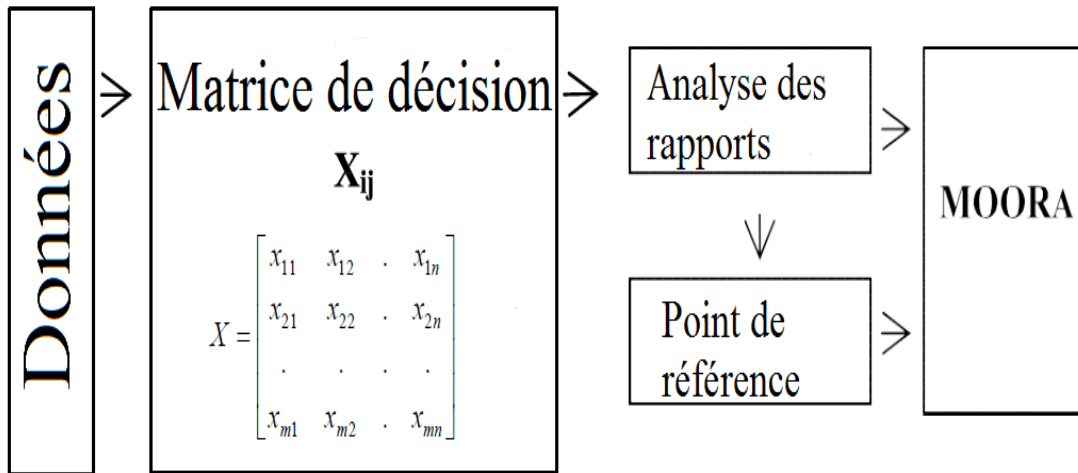 Données
Matrice de décision
Xij
X =
x11 x12 . x1n
x21 x22 . x2n
. . . .
xm1 xm2 . xmn
Analyse des
rapports
Point de
référence
MOORA